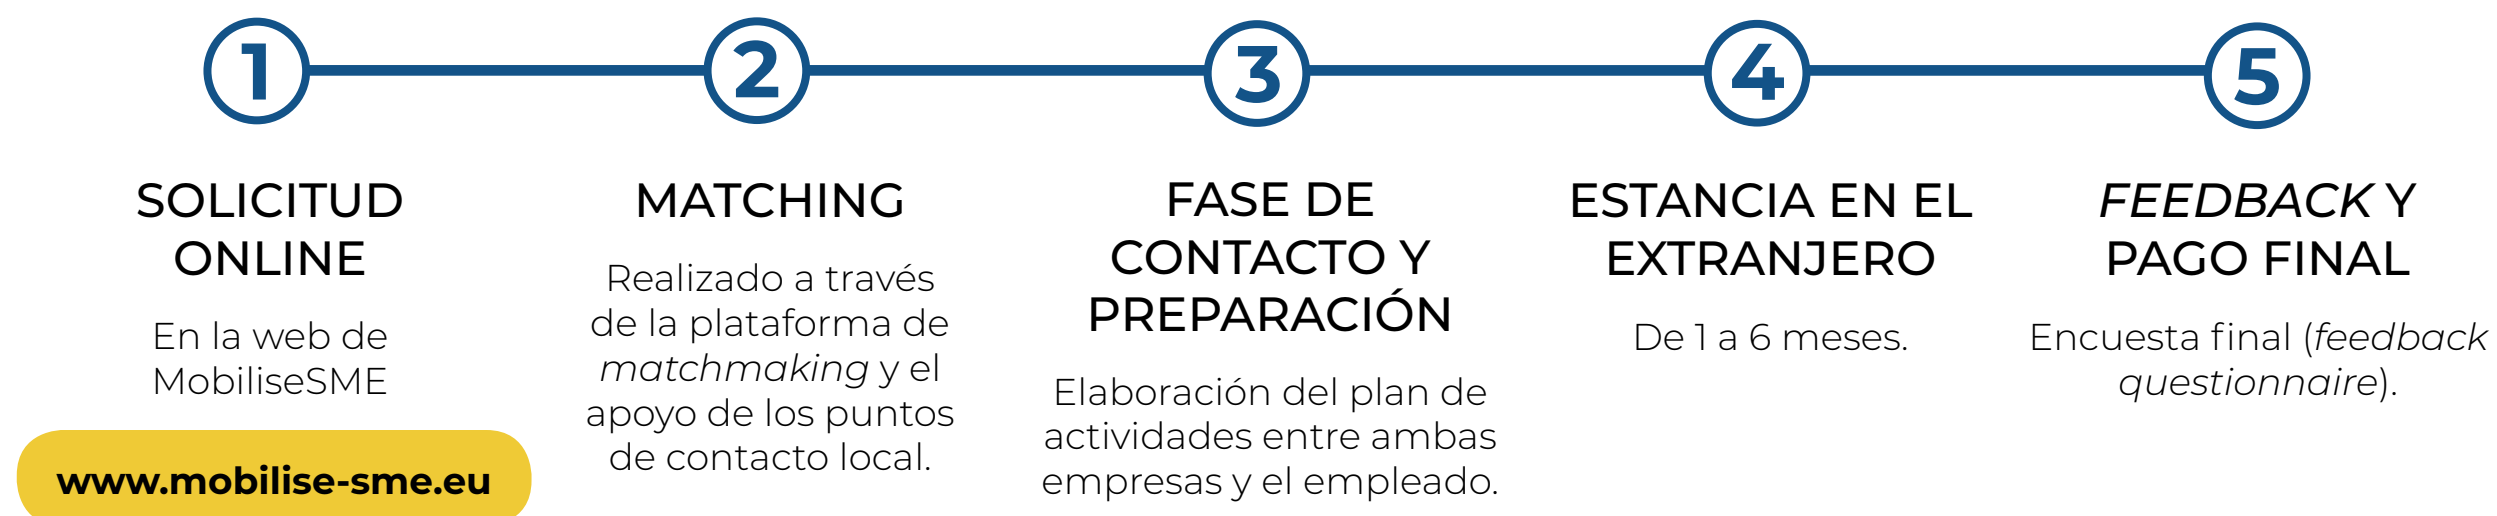 1
2
3
4
5
SOLICITUD
ONLINE
En la web de
MobiliseSME
www.mobilise-sme.eu
MATCHING
Realizado a través
de la plataforma de
matchmaking y el
apoyo de los puntos
de contacto local.
FASE DE
CONTACTO Y
PREPARACIÓN
Elaboración del plan de
actividades entre ambas
empresas y el empleado.
ESTANCIA EN EL
EXTRANJERO
De 1 a 6 meses.
FEEDBACK Y
PAGO FINAL
Encuesta final (feedback
questionnaire).